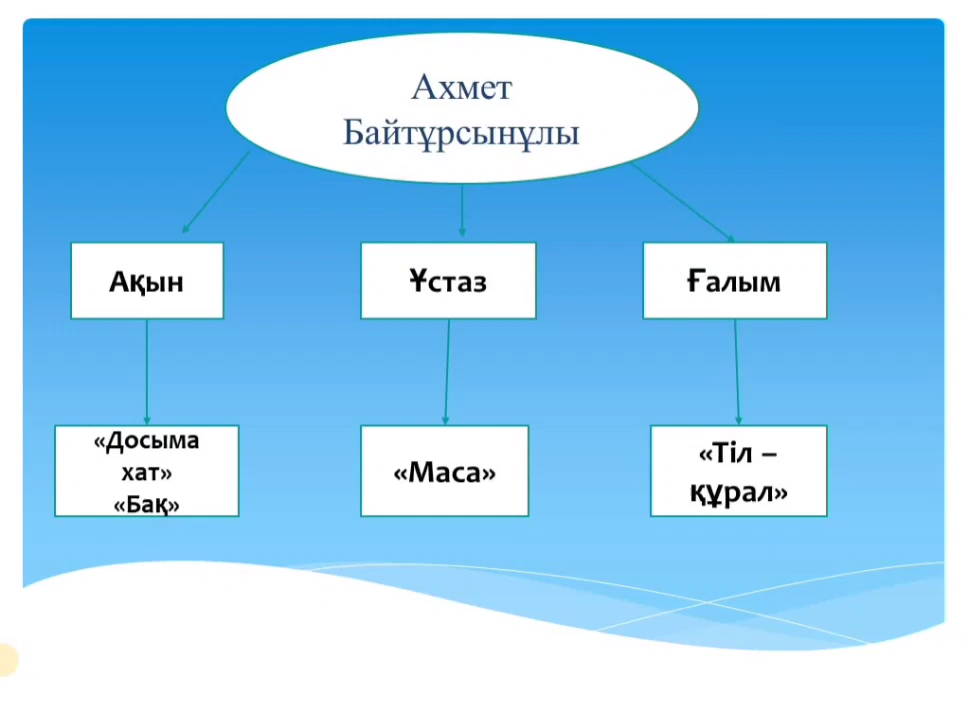 Ахмет
Байтұрсынұлы
Ақын
Ұстаз
Ғалым
«Досыма
хат»
«Бақ»
«Маса»
«Тіл –
құрал»